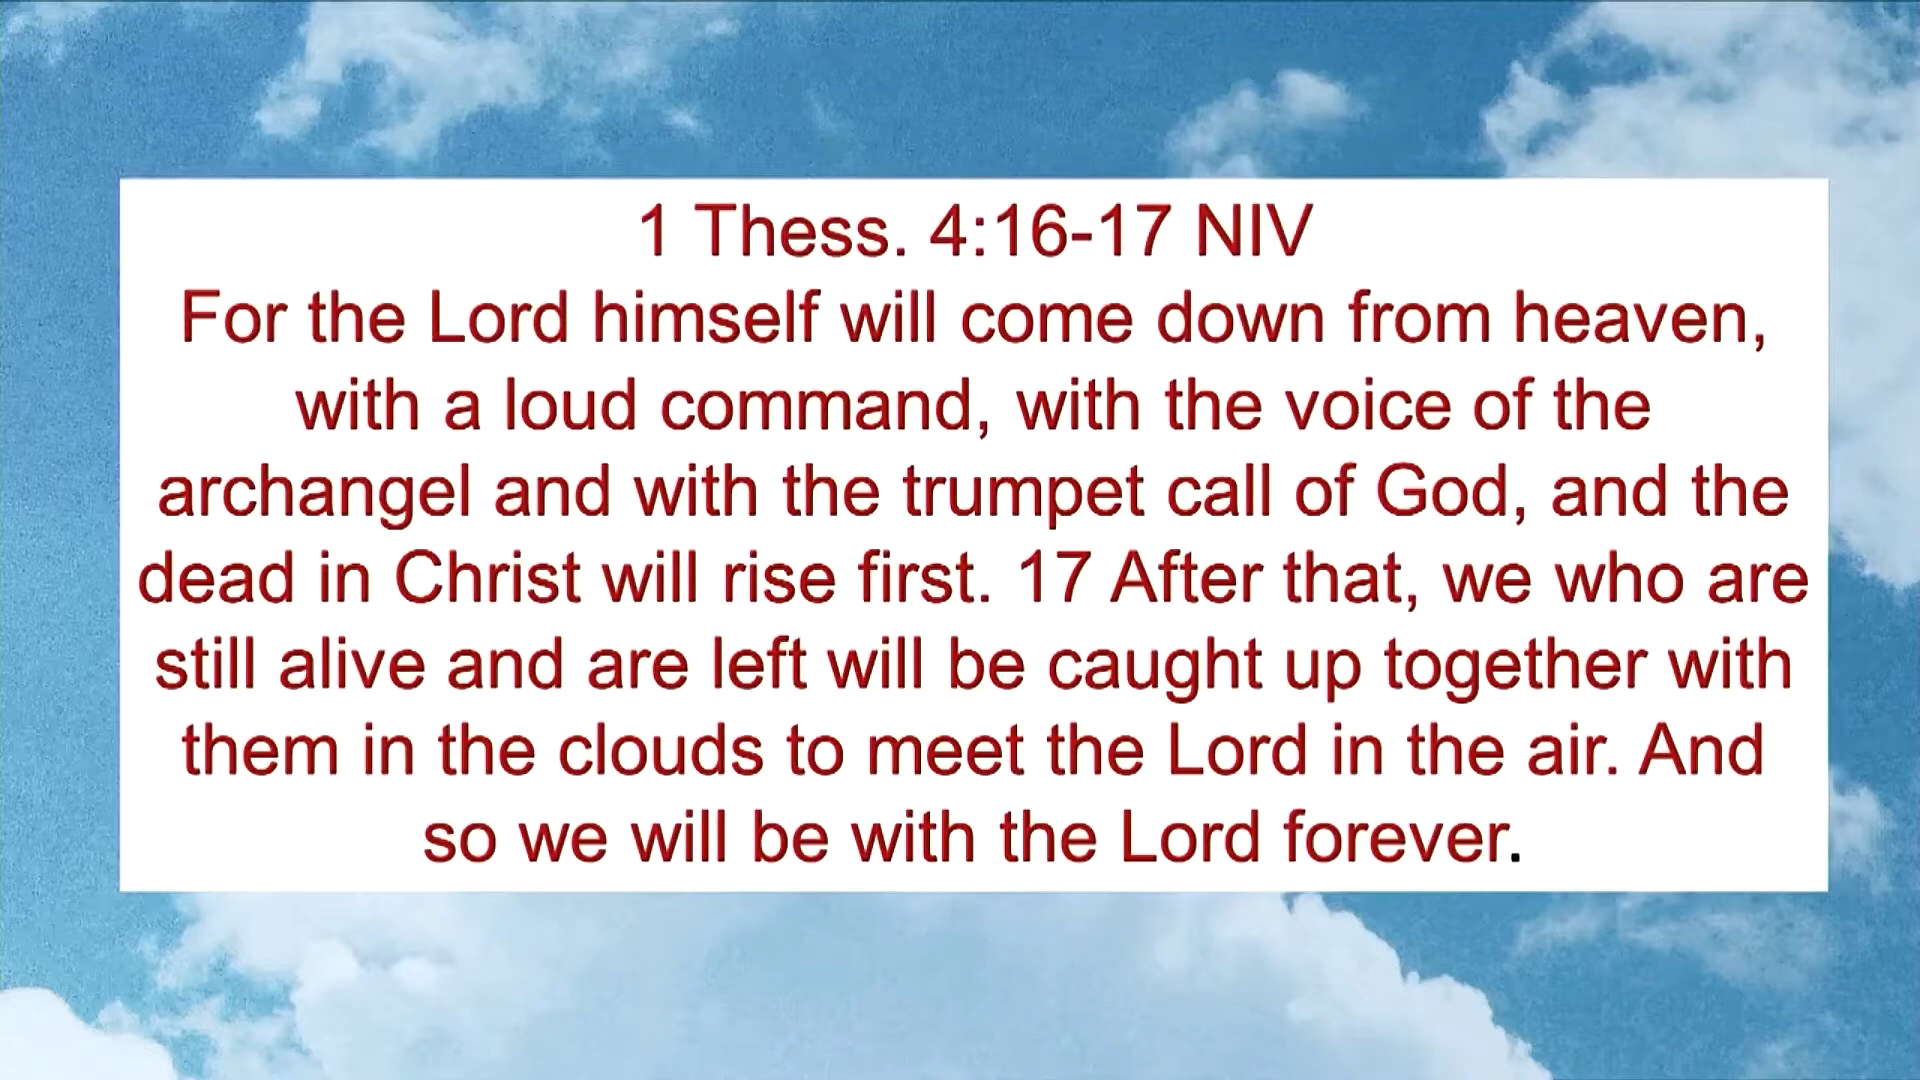 1 Thess. 4:16-17 NIV
For the Lord himself will come down from heaven,
with a loud command, with the voice of the
archangel and with the trumpet call of God, and the
dead in Christ will rise first. 17 After that, we who are
still alive and are left will be caught up together with
them in the clouds to meet the Lord in the air. And
so we will be with the Lord forever.